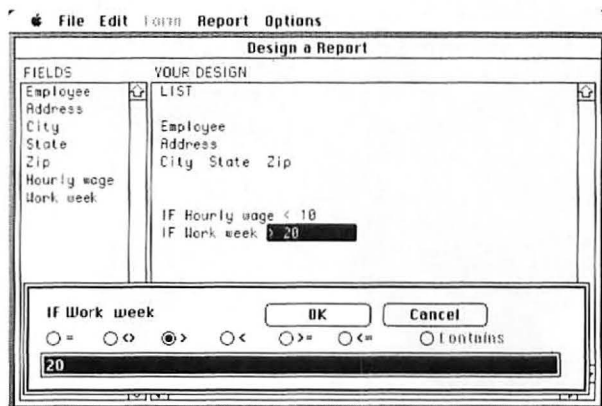 File Edit Form Report Options
Design a Report
FIELDS
Employee
Address
City
State
Zip
Hourly wage
Work week
YOUR DESIGN
LIST
Employee
Address
City State Zip
IF Hourly wage < 10
IF Work week > 20
IF Work week
OK Cancel
= <> > < >= <= Contains
20